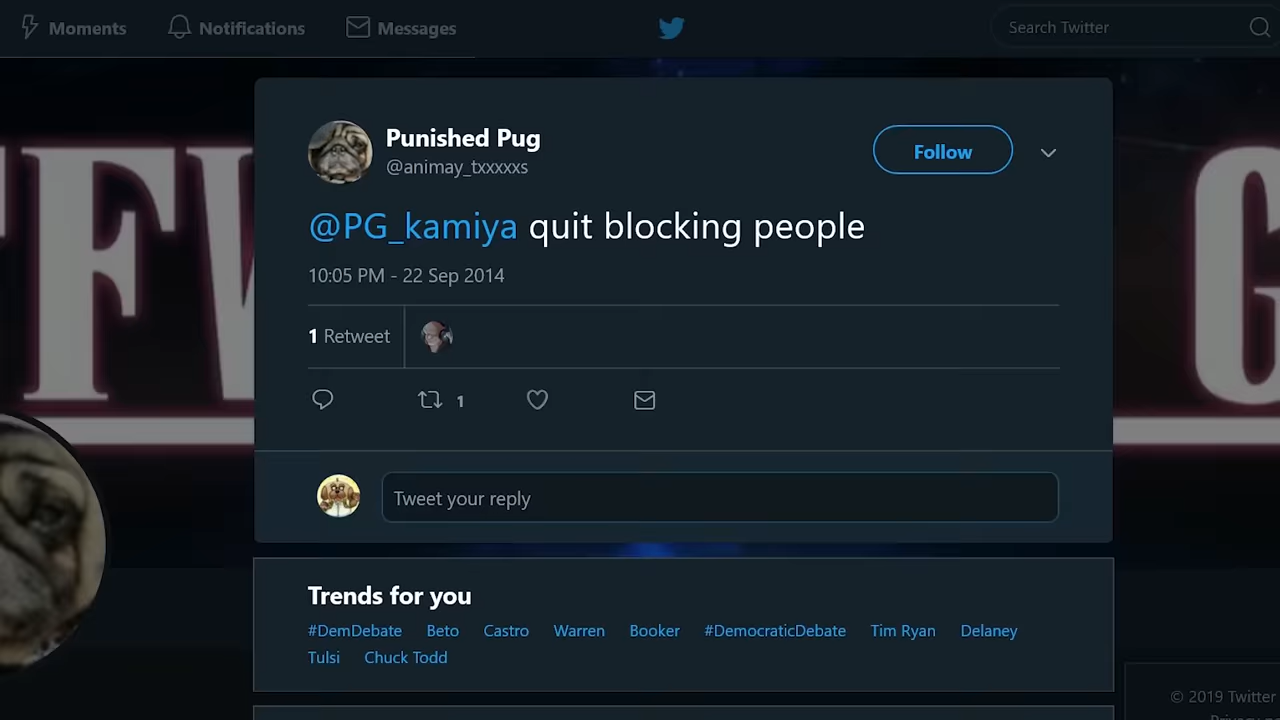 Moments Notifications Messages Search Twitter
Punished Pug
@animay_txxxxxs
Follow
@PG_kamiya quit blocking people
10:05 PM - 22 Sep 2014
1 Retweet
1
Tweet your reply
Trends for you
#DemDebate Beto Castro Warren Booker #DemocraticDebate Tim Ryan Delaney
Tulsi Chuck Todd
© 2019 Twitter